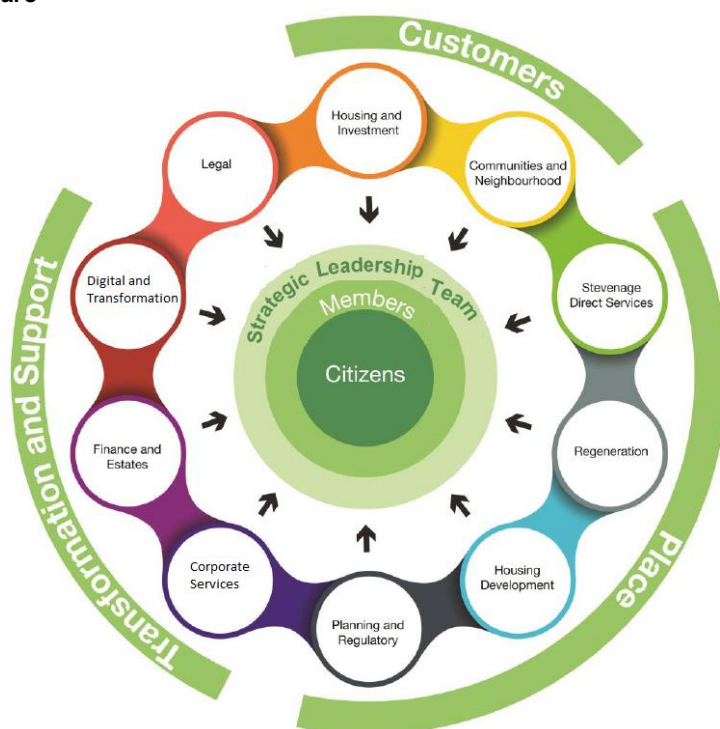 Customers
Housing and
Investment
Legal
Communities and
Neighbourhood
Digital and
Transformation
Strategic Leadership Team
Members
Citizens
Stevenage
Direct Services
Transformation and Support
Finance and
Estates
Regeneration
Place
Corporate
Services
Housing
Development
Planning and
Regulatory